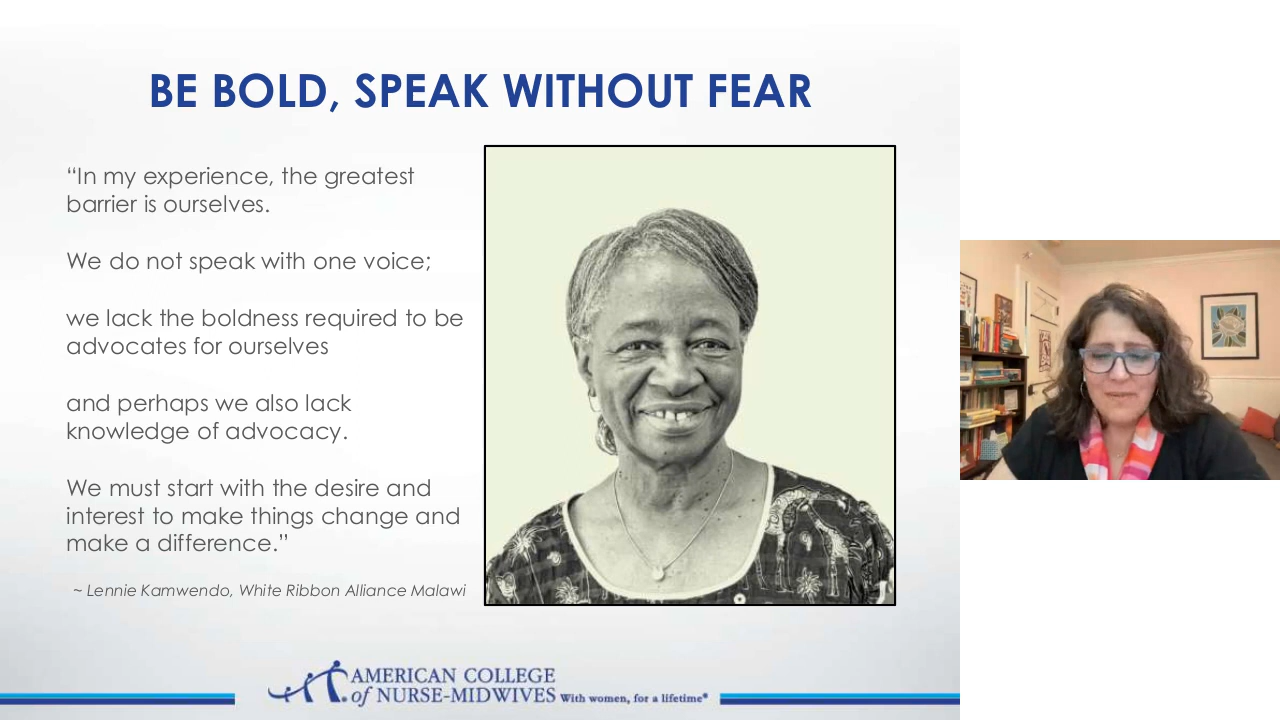 BE BOLD, SPEAK WITHOUT FEAR
“In my experience, the greatest
barrier is ourselves.
We do not speak with one voice;
we lack the boldness required to be
advocates for ourselves
and perhaps we also lack
knowledge of advocacy.
We must start with the desire and
interest to make things change and
make a difference.”
~ Lennie Kamwendo, White Ribbon Alliance Malawi
AMERICAN COLLEGE
of NURSE-MIDWIVES With women, for a lifetime®